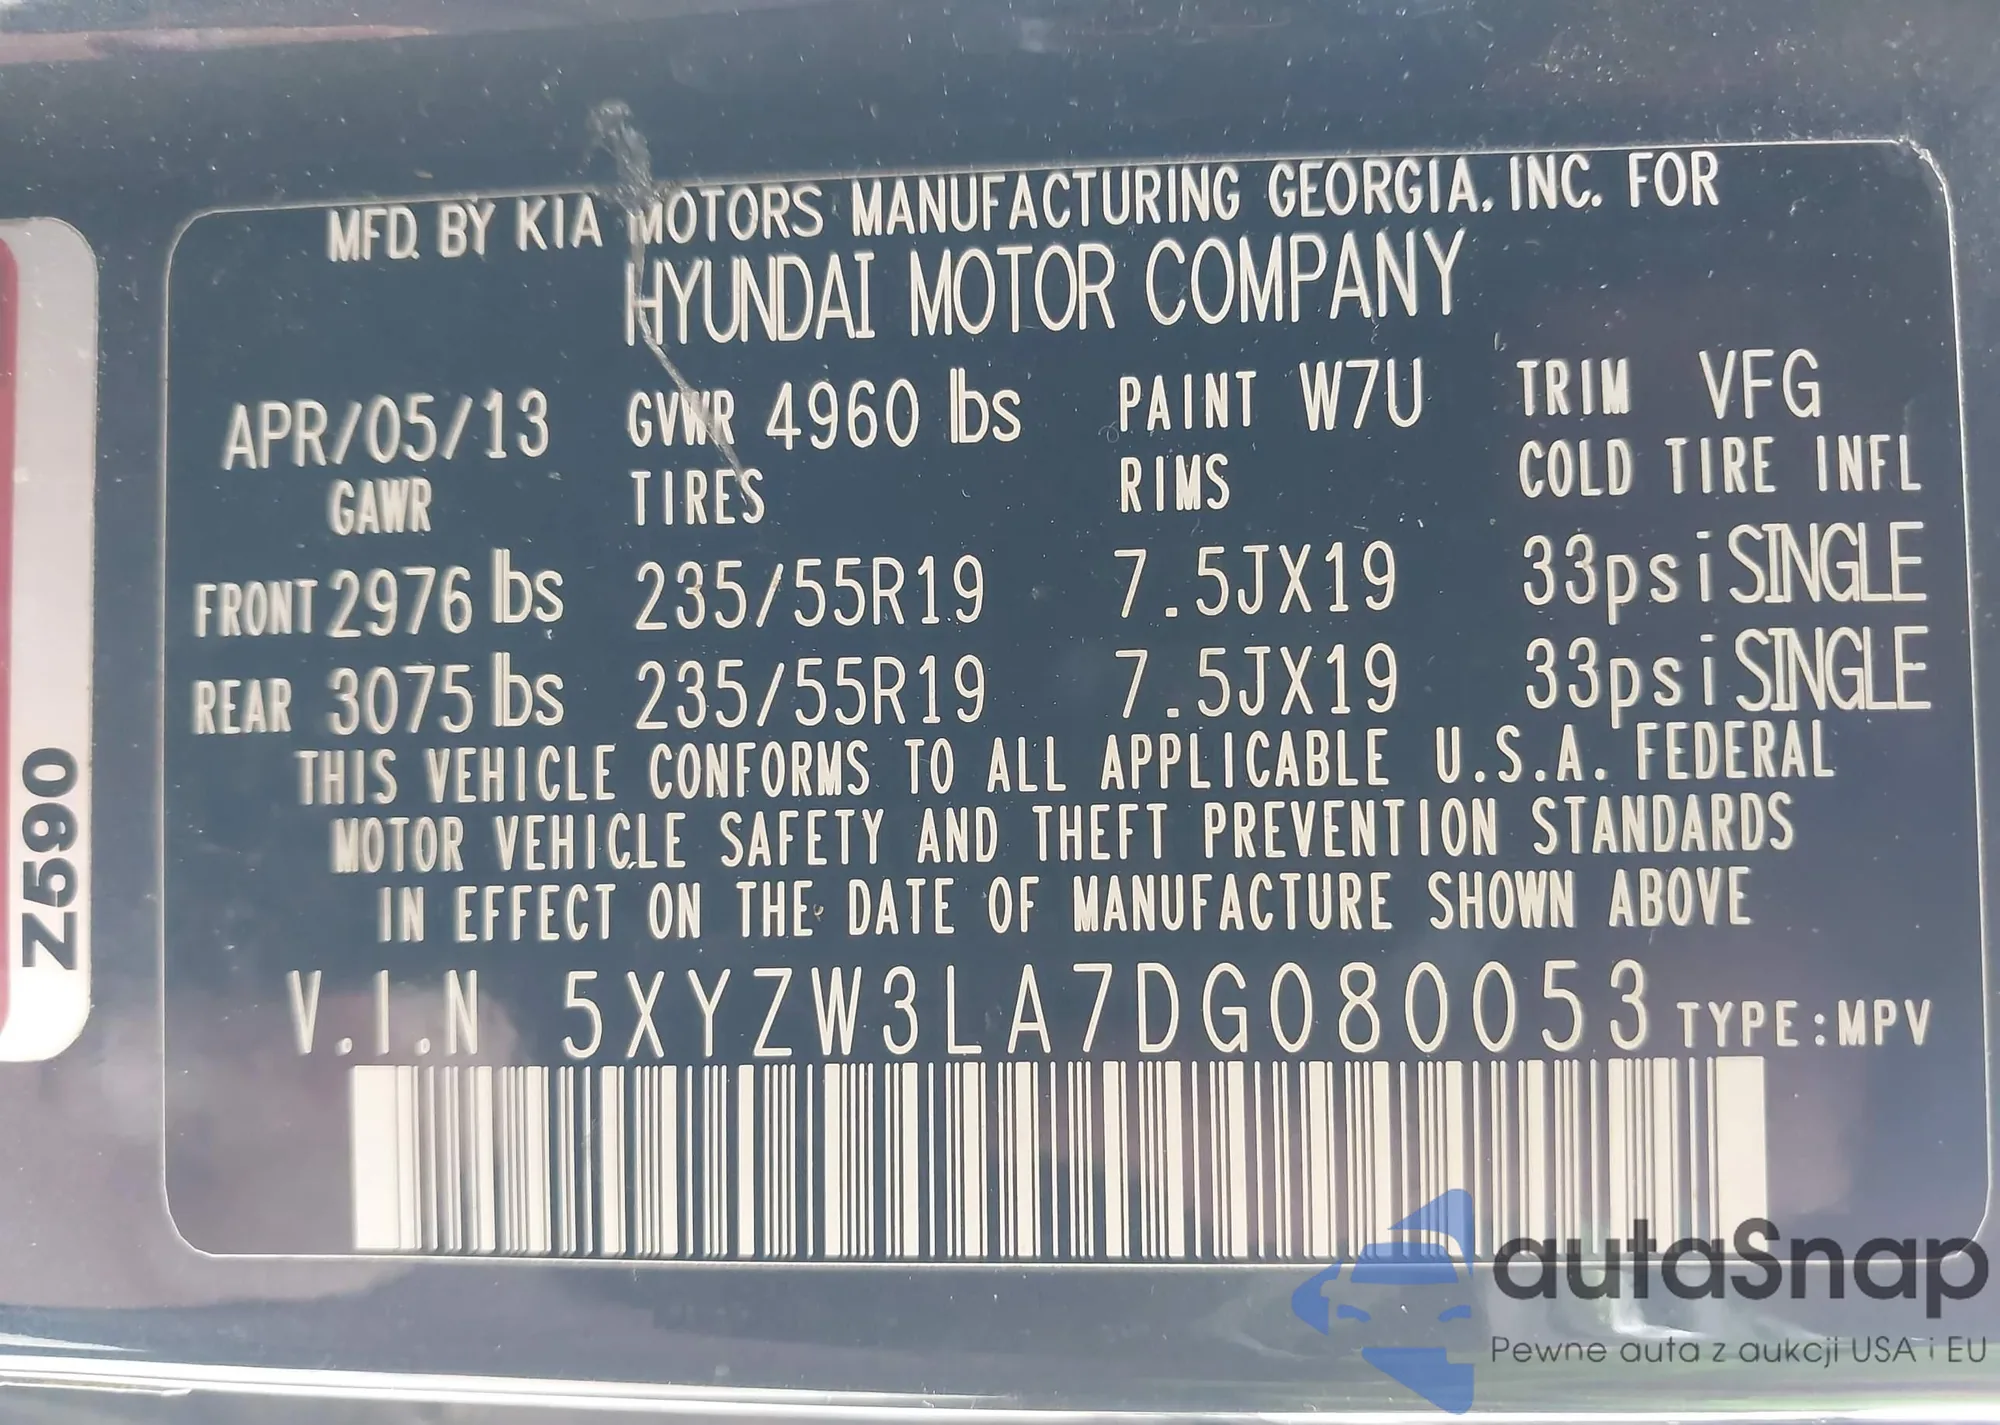 MFD. BY KIA MOTORS MANUFACTURING GEORGIA, INC. FOR
HYUNDAI MOTOR COMPANY
APR/05/13 GVWR 4960 lbs PAINT W7U TRIM VFG
GAWR TIRES RIMS COLD TIRE INFL
FRONT 2976 lbs 235/55R19 7.5JX19 33psi SINGLE
REAR 3075 lbs 235/55R19 7.5JX19 33psi SINGLE
THIS VEHICLE CONFORMS TO ALL APPLICABLE U.S.A. FEDERAL
MOTOR VEHICLE SAFETY AND THEFT PREVENTION STANDARDS
IN EFFECT ON THE DATE OF MANUFACTURE SHOWN ABOVE
V.I.N 5XYZW3LA7DG080053 TYPE:MPV
Z590
autaSnap
Pewne auta z aukcji USA i EU